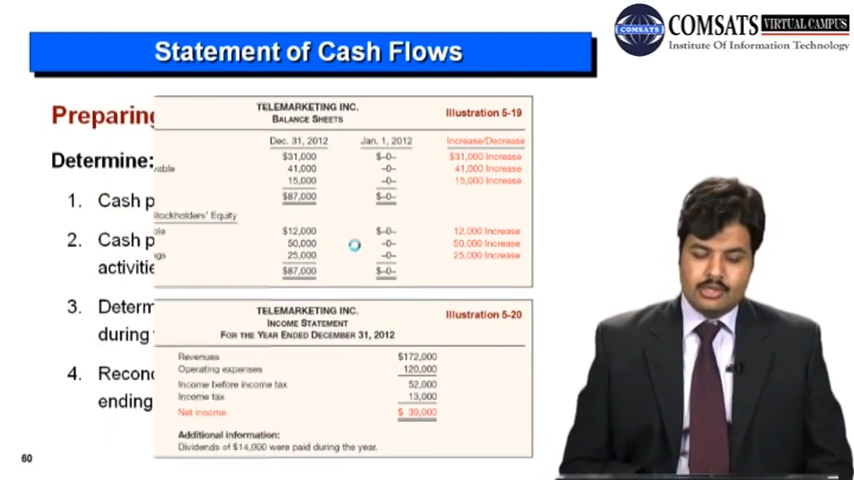 COMSATS VIRTUAL CAMPUS
COMSATS
Institute Of Information Technology
Statement of Cash Flows
Preparing
Determine:
1. Cash p
2. Cash p
activitie
3. Determ
during
4. Reconc
ending
TELEMARKETING INC.
BALANCE SHEETS
Illustration 5-19
Dec. 31, 2012 Jan. 1, 2012 Increase/Decrease
$31,000 $-0- $31,000 Increase
vable 41,000 -0- 41,000 Increase
15,000 -0- 15,000 Increase
$87,000 $-0-
Stockholders' Equity
ble $12,000 $-0- 12,000 Increase
50,000 -0- 50,000 Increase
gs 25,000 -0- 25,000 Increase
$87,000 $-0-
TELEMARKETING INC.
INCOME STATEMENT
FOR THE YEAR ENDED DECEMBER 31, 2012
Illustration 5-20
Revenues $172,000
Operating expenses 120,000
Income before income tax 52,000
Income tax 13,000
Net income $ 39,000
Additional information:
Dividends of $14,000 were paid during the year.
60